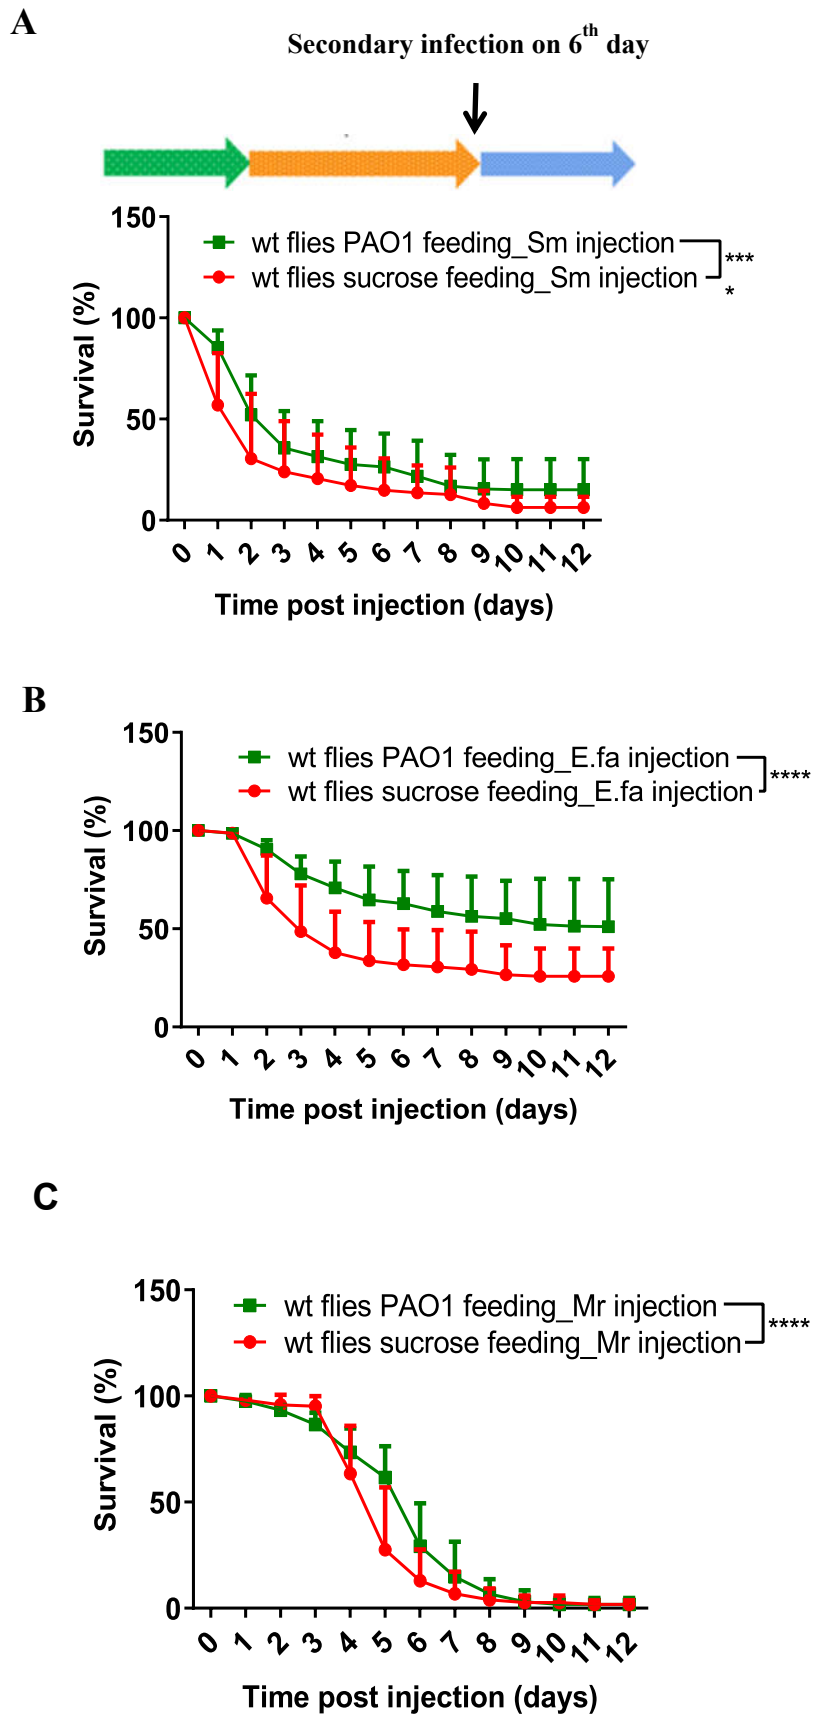 A
Secondary infection on 6th day
150
wt flies PAO1 feeding_Sm injection
***
wt flies sucrose feeding_Sm injection
*
100
50
0
Survival (%)
0 1 2 3 4 5 6 7 8 9 10 11 12
Time post injection (days)
B
150
wt flies PAO1 feeding_E.fa injection
****
wt flies sucrose feeding_E.fa injection
100
50
0
Survival (%)
0 1 2 3 4 5 6 7 8 9 10 11 12
Time post injection (days)
C
150
wt flies PAO1 feeding_Mr injection
****
wt flies sucrose feeding_Mr injection
100
50
0
Survival (%)
0 1 2 3 4 5 6 7 8 9 10 11 12
Time post injection (days)